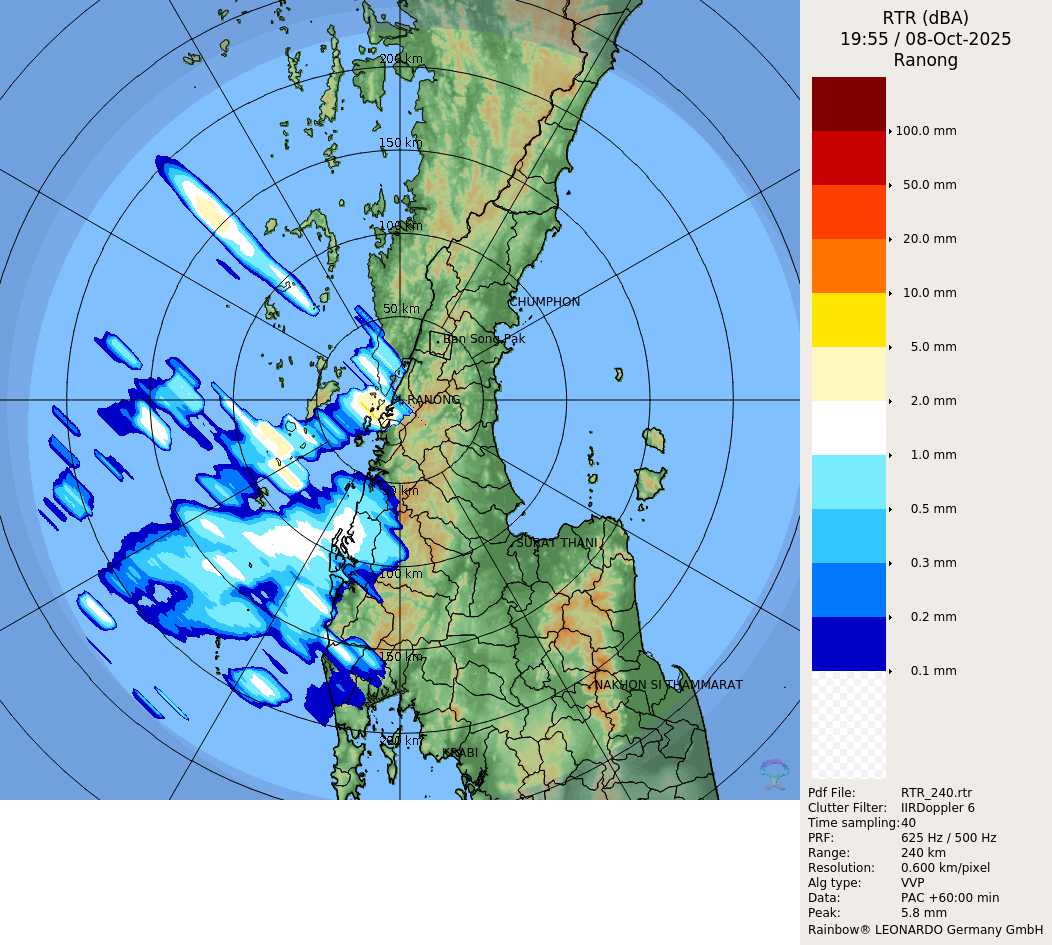 RTR (dBA)
19:55 / 08-Oct-2025
Ranong
100.0 mm
50.0 mm
20.0 mm
10.0 mm
5.0 mm
2.0 mm
1.0 mm
0.5 mm
0.3 mm
0.2 mm
0.1 mm
Pdf File: RTR_240.rtr
Clutter Filter: IIRDoppler 6
Time sampling: 40
PRF: 625 Hz / 500 Hz
Range: 240 km
Resolution: 0.600 km/pixel
Alg type: VVP
Data: PAC +60:00 min
Peak: 5.8 mm
Rainbow® LEONARDO Germany GmbH
200 km
150 km
100 km
CHUMPHON
50 km
Ban Song Pak
RANONG
50 km
SURAT THANI
100 km
150 km
NAKHON SI THAMMARAT
200 km
KRABI